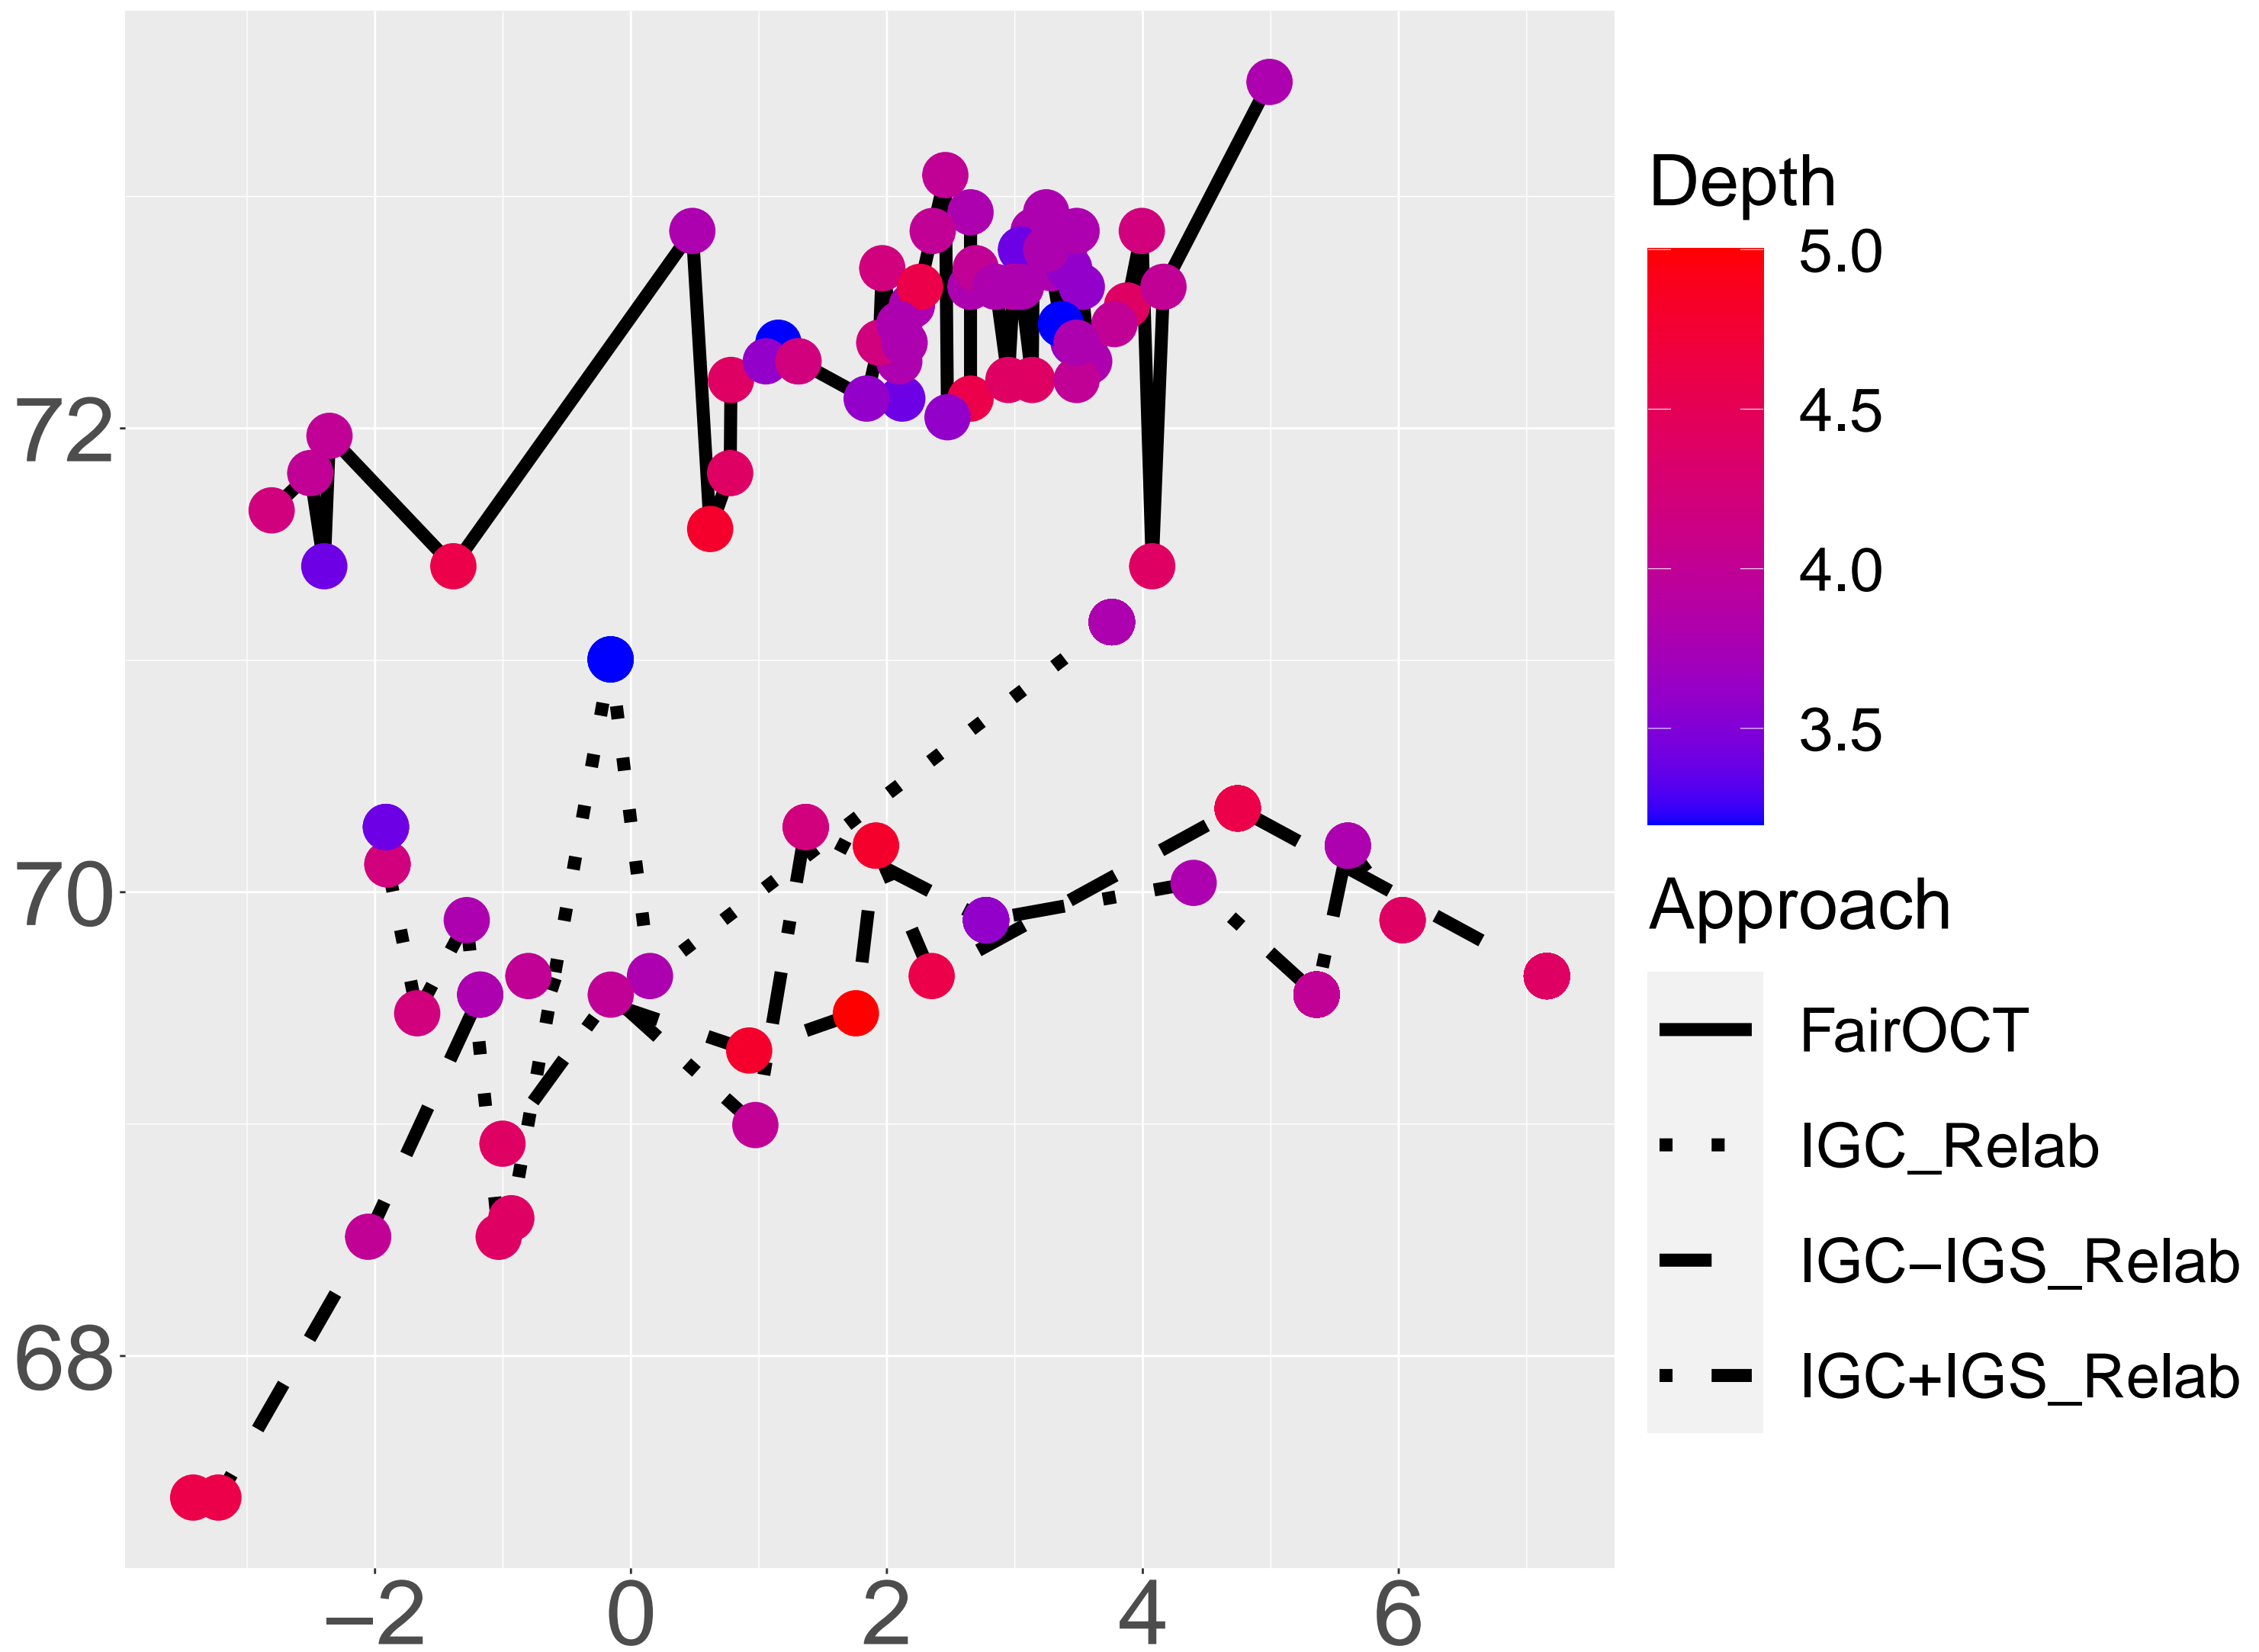 72
70
68
−2 0 2 4 6
Depth
5.0
4.5
4.0
3.5
Approach
FairOCT
IGC_Relab
IGC−IGS_Relab
IGC+IGS_Relab